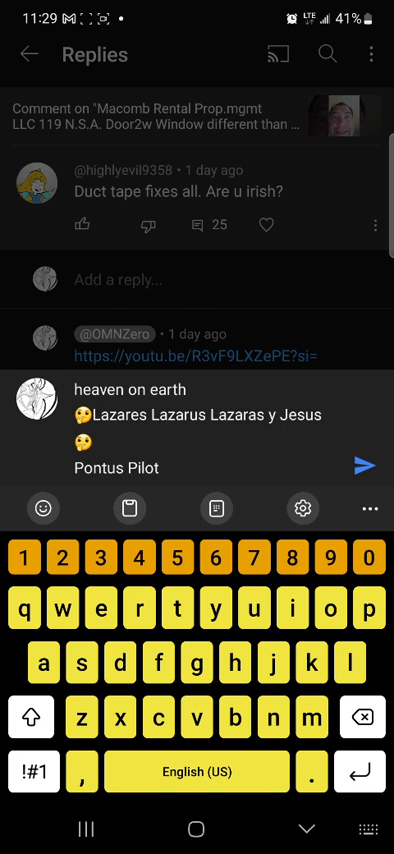 11:29 LTE 41%
Replies
Comment on "Macomb Rental Prop.mgmt
LLC 119 N.S.A. Door2w Window different than ...
@highlyevil9358 • 1 day ago
Duct tape fixes all. Are u irish?
25
Add a reply...
@OMNZero • 1 day ago
https://youtu.be/R3vF9LXZePE?si=
heaven on earth
🤔Lazares Lazarus Lazaras y Jesus
🤔
Pontus Pilot
1 2 3 4 5 6 7 8 9 0
q w e r t y u i o p
a s d f g h j k l
z x c v b n m
!#1 , English (US) .